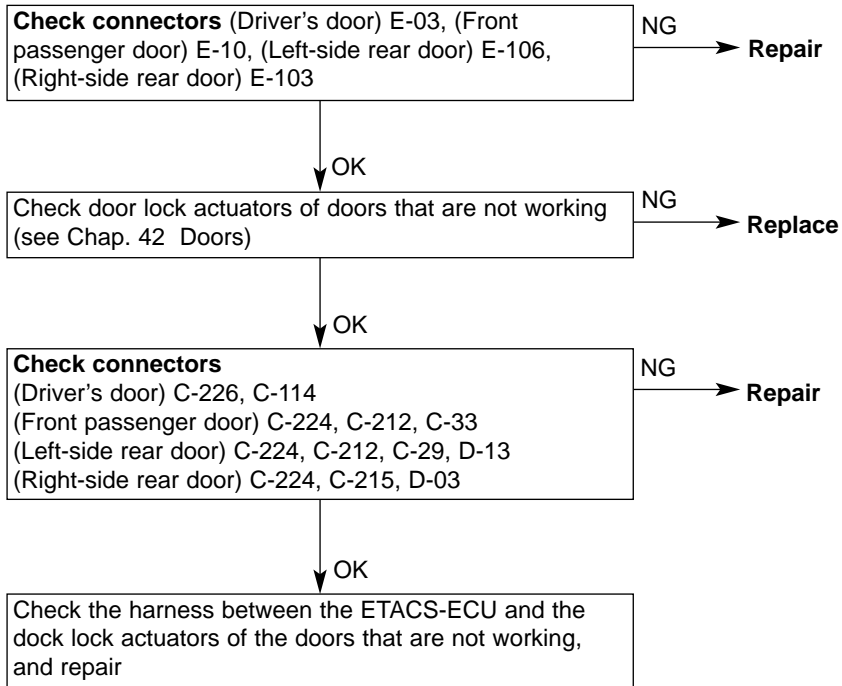 Check connectors (Driver's door) E-03, (Front
passenger door) E-10, (Left-side rear door) E-106,
(Right-side rear door) E-103
NG
Repair
OK
Check door lock actuators of doors that are not working
(see Chap. 42 Doors)
NG
Replace
OK
Check connectors
(Driver's door) C-226, C-114
(Front passenger door) C-224, C-212, C-33
(Left-side rear door) C-224, C-212, C-29, D-13
(Right-side rear door) C-224, C-215, D-03
NG
Repair
OK
Check the harness between the ETACS-ECU and the
dock lock actuators of the doors that are not working,
and repair